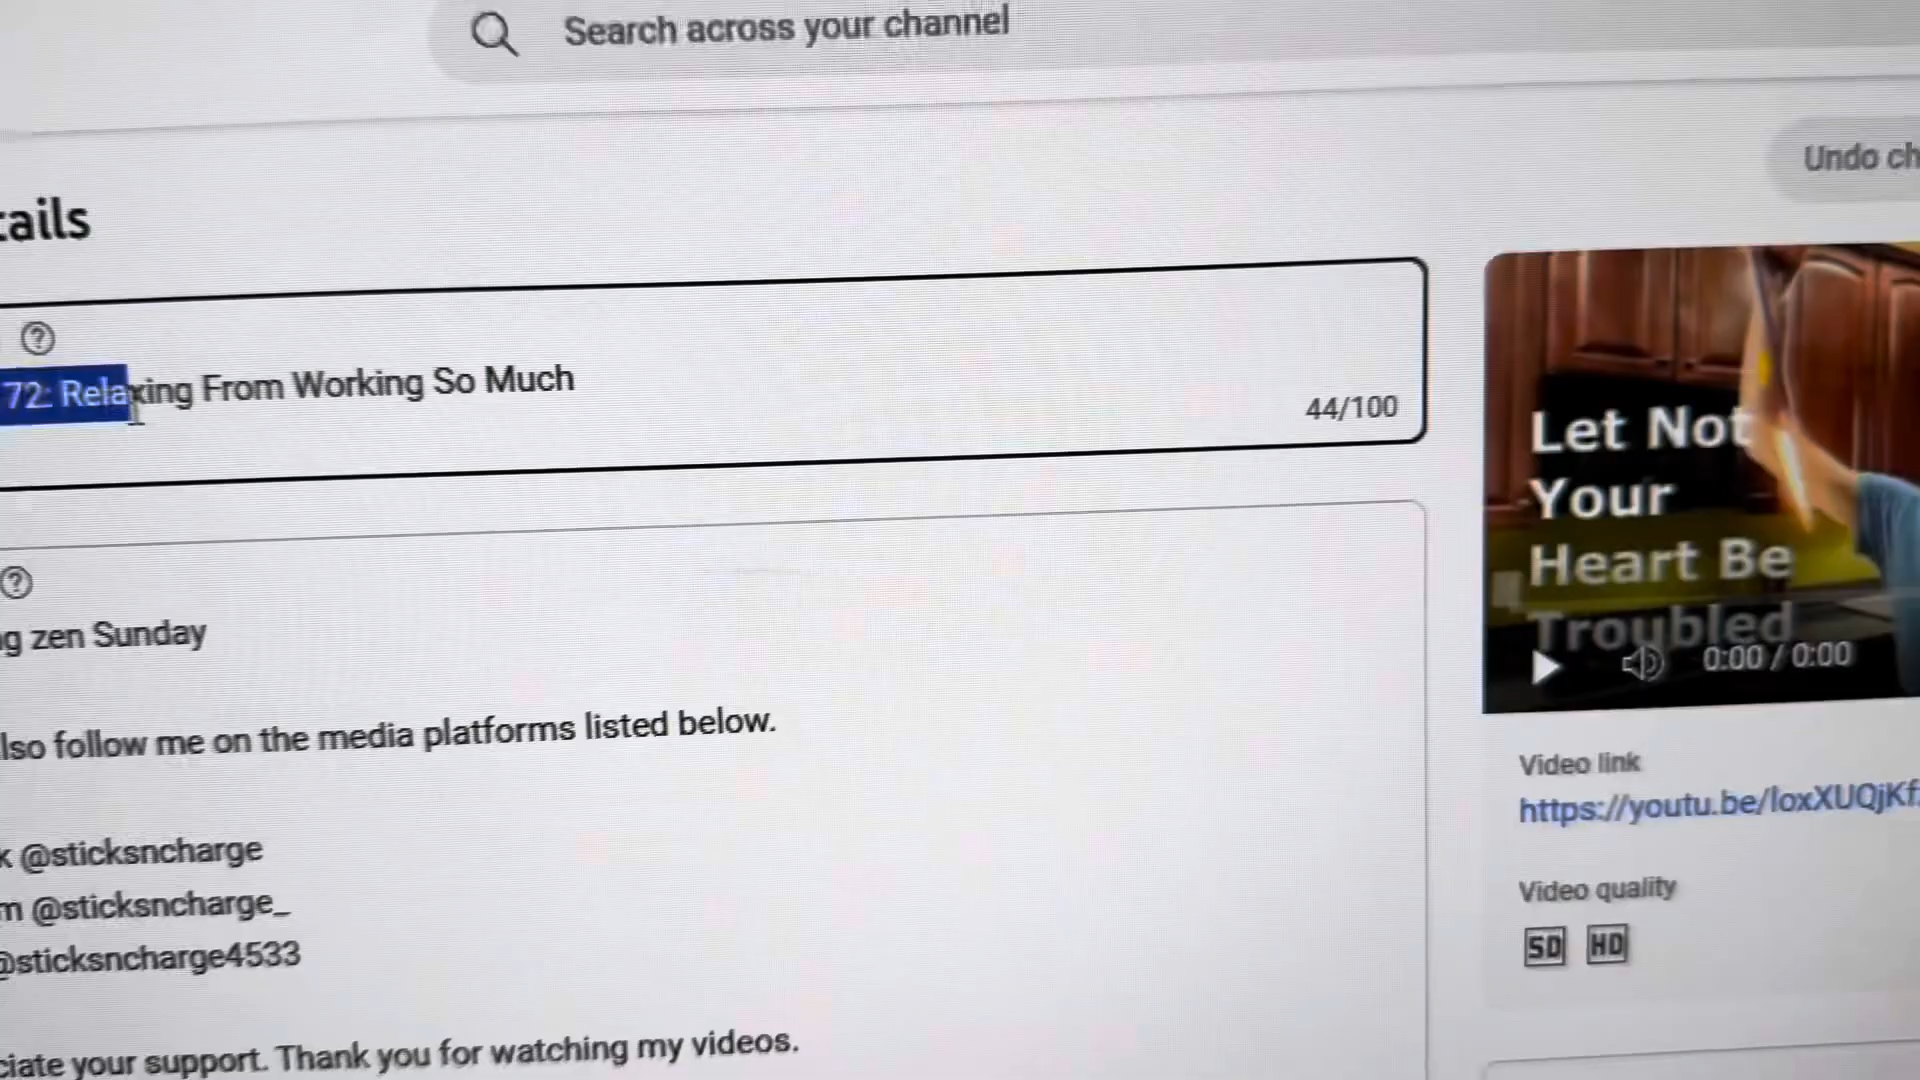 Search across your channel
Undo ch
tails
72: Relaxing From Working So Much
44/100
Let Not
Your
Heart Be
Troubled
0:00 / 0:00
g zen Sunday
lso follow me on the media platforms listed below.
Video link
https://youtu.be/loxXUQjKf
k @sticksncharge
Video quality
m @sticksncharge_
SD HD
@sticksncharge4533
ciate your support. Thank you for watching my videos.